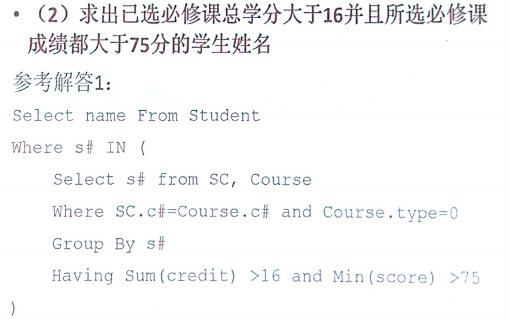 • （2）求出已选必修课总学分大于16并且所选必修课
成绩都大于75分的学生姓名
参考解答1:
Select name From Student
Where s# IN (
Select s# from SC, Course
Where SC.c#=Course.c# and Course.type=0
Group By s#
Having Sum(credit) >16 and Min(score) >75
)